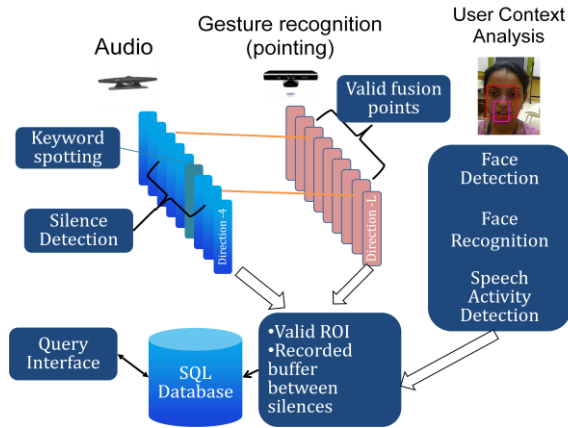 Audio
Gesture recognition
(pointing)
User Context
Analysis
Keyword
spotting
Silence
Detection
Direction -4
Valid fusion
points
Direction -L
Face
Detection
Face
Recognition
Speech
Activity
Detection
Query
Interface
SQL
Database
•Valid ROI
•Recorded
buffer
between
silences